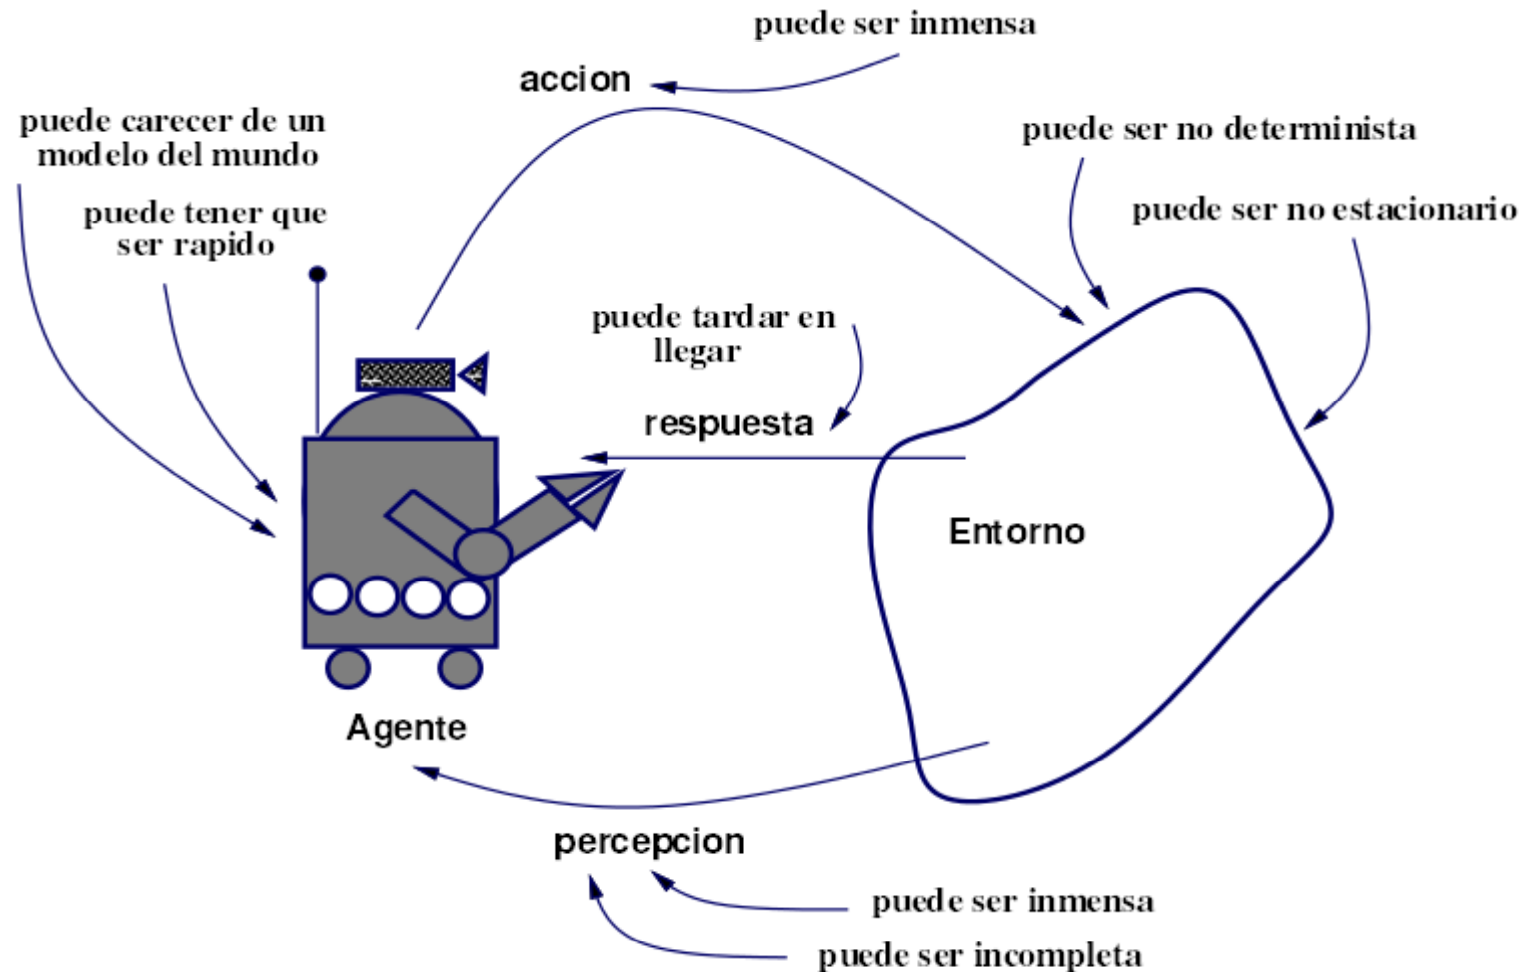 puede ser inmensa
accion
puede carecer de un
modelo del mundo
puede ser no determinista
puede tener que
ser rapido
puede ser no estacionario
puede tardar en
llegar
respuesta
Entorno
Agente
percepcion
puede ser inmensa
puede ser incompleta